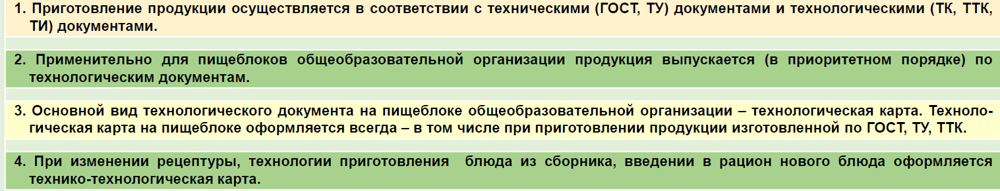 1. Приготовление продукции осуществляется в соответствии с техническими (ГОСТ, ТУ) документами и технологическими (ТК, ТТК,
ТИ) документами.
2. Применительно для пищеблоков общеобразовательной организации продукция выпускается (в приоритетном порядке) по
технологическим документам.
3. Основной вид технологического документа на пищеблоке общеобразовательной организации – технологическая карта. Техноло-
гическая карта на пищеблоке оформляется всегда – в том числе при приготовлении продукции изготовленной по ГОСТ, ТУ, ТТК.
4. При изменении рецептуры, технологии приготовления блюда из сборника, введении в рацион нового блюда оформляется
технико-технологическая карта.